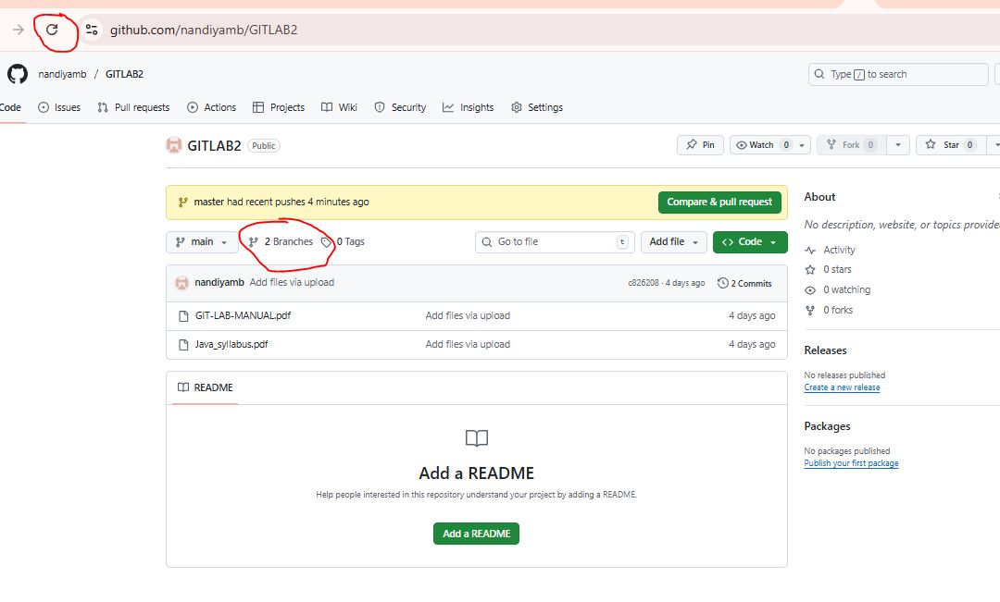 github.com/nandiyamb/GITLAB2
nandiyamb / GITLAB2
Type / to search
Code Issues Pull requests Actions Projects Wiki Security Insights Settings
GITLAB2 Public
Pin Watch 0 Fork 0 Star 0
master had recent pushes 4 minutes ago
Compare & pull request
main 2 Branches 0 Tags
Go to file t Add file Code
nandiyamb Add files via upload c826208 · 4 days ago 2 Commits
GIT-LAB-MANUAL.pdf Add files via upload 4 days ago
Java_syllabus.pdf Add files via upload 4 days ago
README
Add a README
Help people interested in this repository understand your project by adding a README.
Add a README
About
No description, website, or topics provide
Activity
0 stars
0 watching
0 forks
Releases
No releases published
Create a new release
Packages
No packages published
Publish your first package